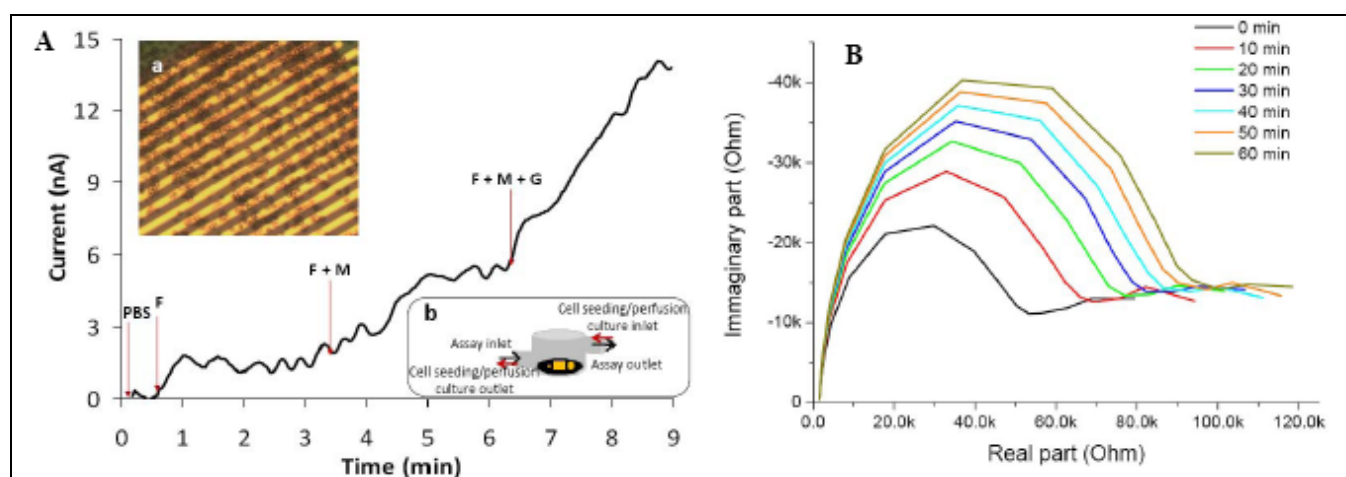 A
15
12
9
6
3
0
Current (nA)
a
PBS
F
F + M
F + M + G
b
Cell seeding/perfusion
culture inlet
Assay inlet
Assay outlet
Cell seeding/perfusion
culture outlet
0 1 2 3 4 5 6 7 8 9
Time (min)
B
0 min
10 min
20 min
30 min
40 min
50 min
60 min
-40k
-30k
-20k
-10k
0
Immaginary part (Ohm)
0.0 20.0k 40.0k 60.0k 80.0k 100.0k 120.0k
Real part (Ohm)